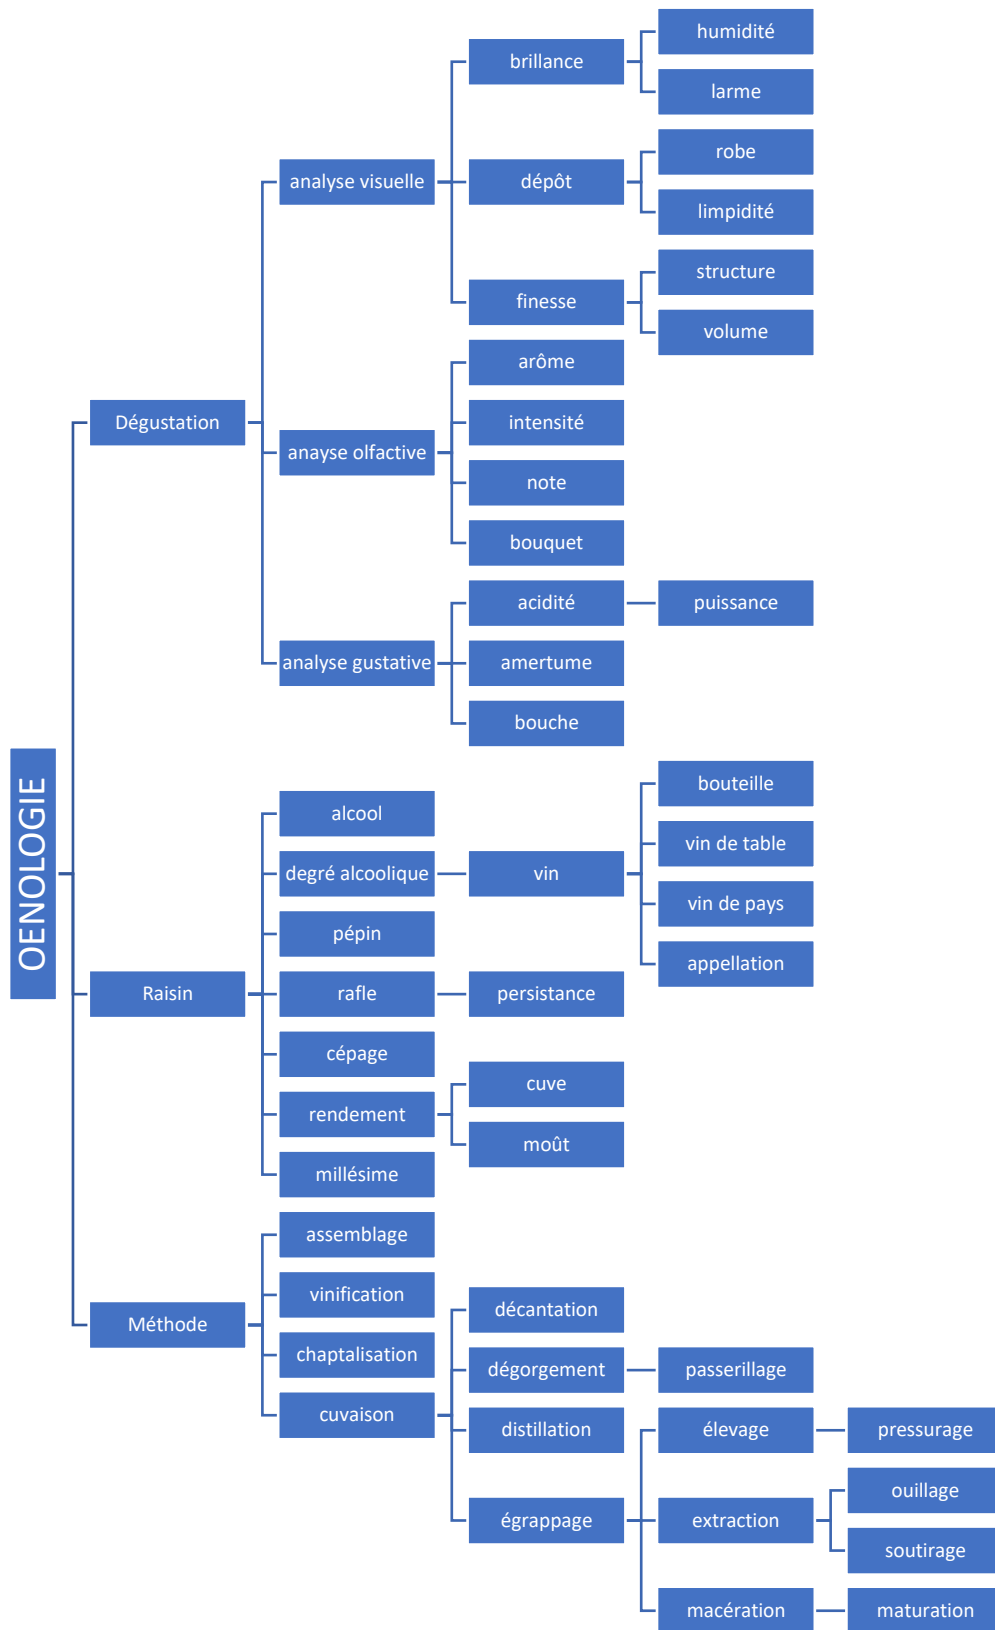 OENOLOGIE
Dégustation
analyse visuelle
brillance
humidité
larme
dépôt
robe
limpidité
finesse
structure
volume
anayse olfactive
arôme
intensité
note
bouquet
analyse gustative
acidité
puissance
amertume
bouche
Raisin
alcool
degré alcoolique
vin
bouteille
vin de table
vin de pays
appellation
pépin
rafle
persistance
cépage
rendement
cuve
moût
millésime
Méthode
assemblage
vinification
chaptalisation
cuvaison
décantation
dégorgement
passerillage
distillation
égrappage
élevage
pressurage
extraction
ouillage
soutirage
macération
maturation